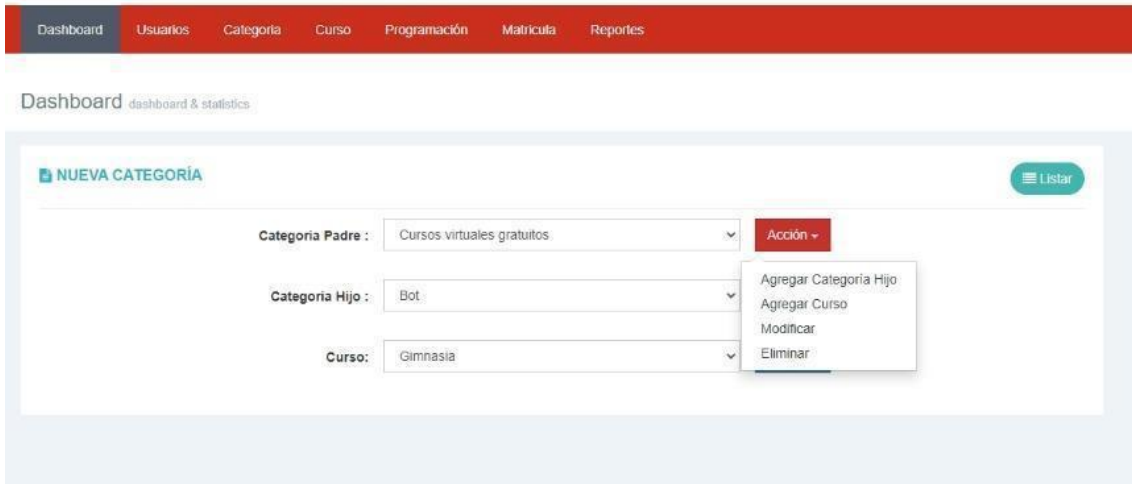 Dashboard Usuarios Categoria Curso Programación Matricula Reportes
Dashboard dashboard & statistics
NUEVA CATEGORÍA
Listar
Categoria Padre : Cursos virtuales gratuitos Acción
Agregar Categoría Hijo
Categoria Hijo : Bot
Agregar Curso
Modificar
Curso: Gimnasia
Eliminar